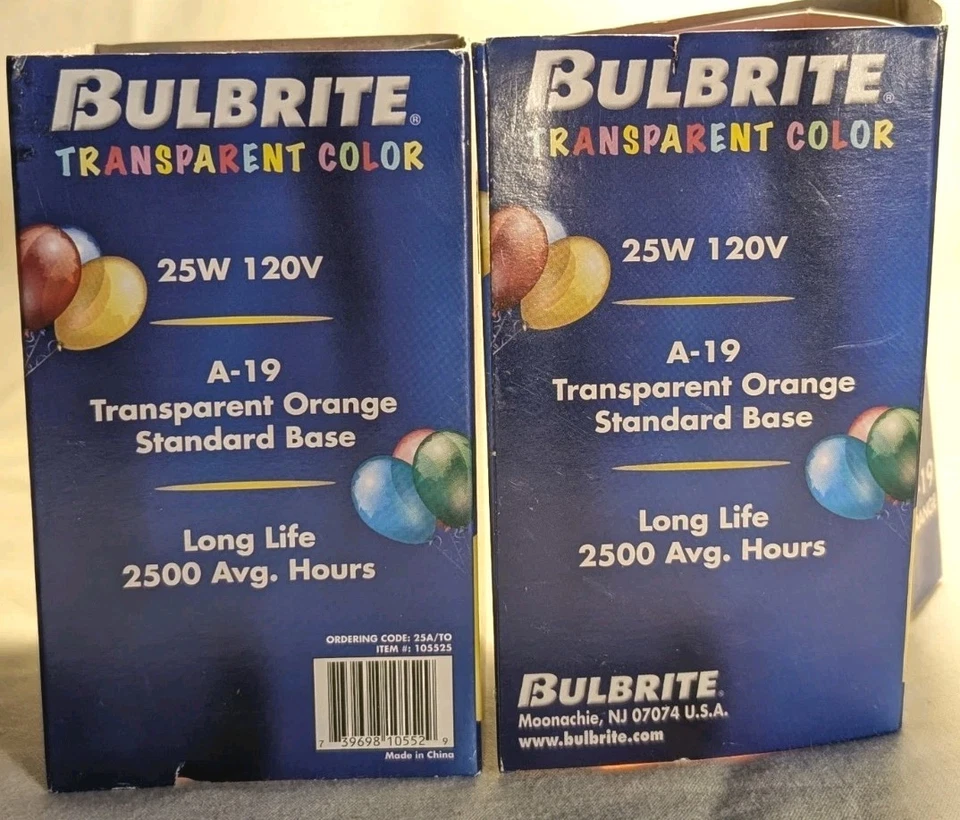 BULBRITE®
TRANSPARENT COLOR
25W 120V
A-19
Transparent Orange
Standard Base
Long Life
2500 Avg. Hours
ORDERING CODE: 25A/TO
ITEM #: 105525
7 39698 10552 9
Made in China
BULBRITE®
TRANSPARENT COLOR
25W 120V
A-19
Transparent Orange
Standard Base
Long Life
2500 Avg. Hours
BULBRITE®
Moonachie, NJ 07074 U.S.A.
www.bulbrite.com